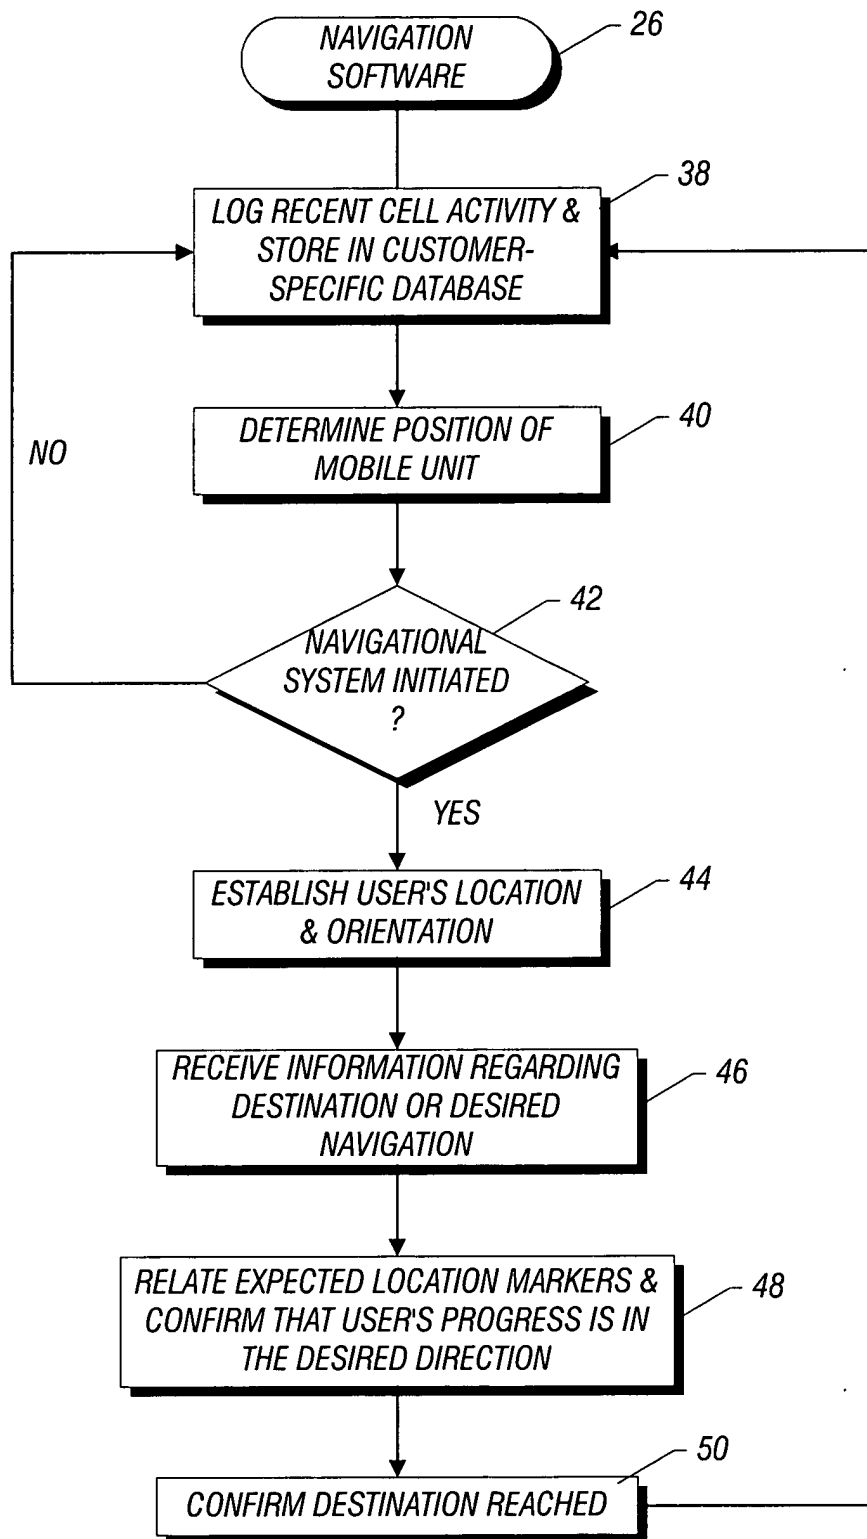 NAVIGATION
SOFTWARE
26
38
LOG RECENT CELL ACTIVITY &
STORE IN CUSTOMER-
SPECIFIC DATABASE
40
DETERMINE POSITION OF
MOBILE UNIT
NO
42
NAVIGATIONAL
SYSTEM INITIATED
?
YES
44
ESTABLISH USER'S LOCATION
& ORIENTATION
46
RECEIVE INFORMATION REGARDING
DESTINATION OR DESIRED
NAVIGATION
48
RELATE EXPECTED LOCATION MARKERS &
CONFIRM THAT USER'S PROGRESS IS IN
THE DESIRED DIRECTION
50
CONFIRM DESTINATION REACHED